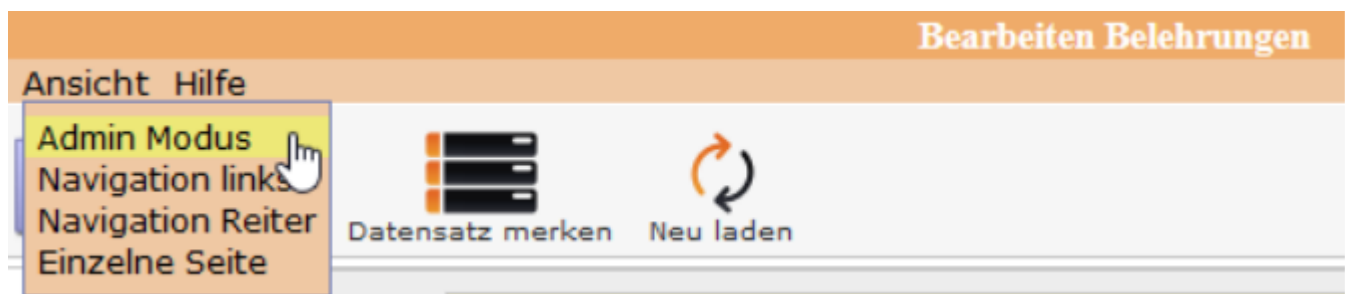 Bearbeiten Belehrungen
Ansicht Hilfe
Admin Modus
Navigation links
Navigation Reiter
Einzelne Seite
Datensatz merken
Neu laden